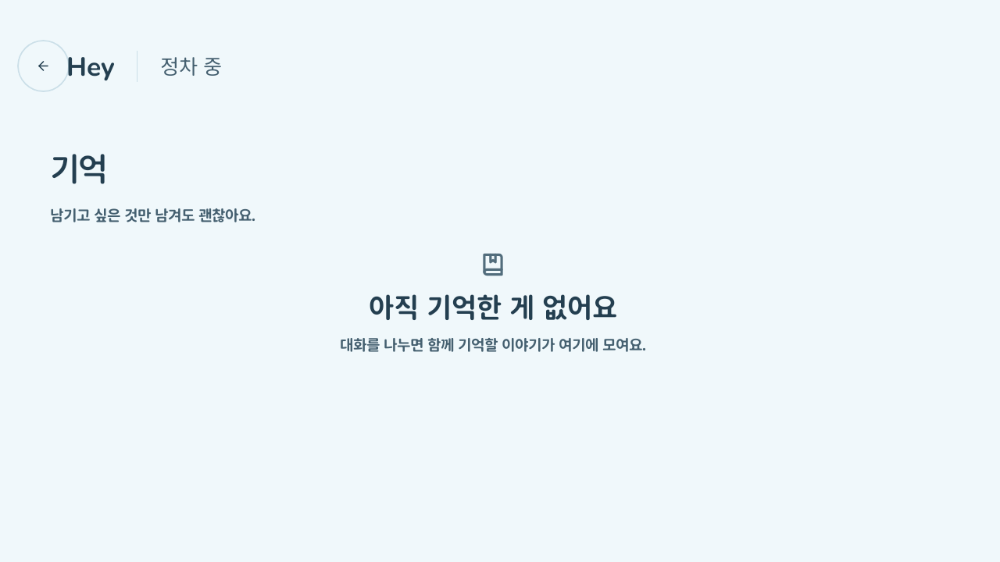 Hey
정차 중
기억
남기고 싶은 것만 남겨도 괜찮아요.
아직 기억한 게 없어요
대화를 나누면 함께 기억할 이야기가 여기에 모여요.